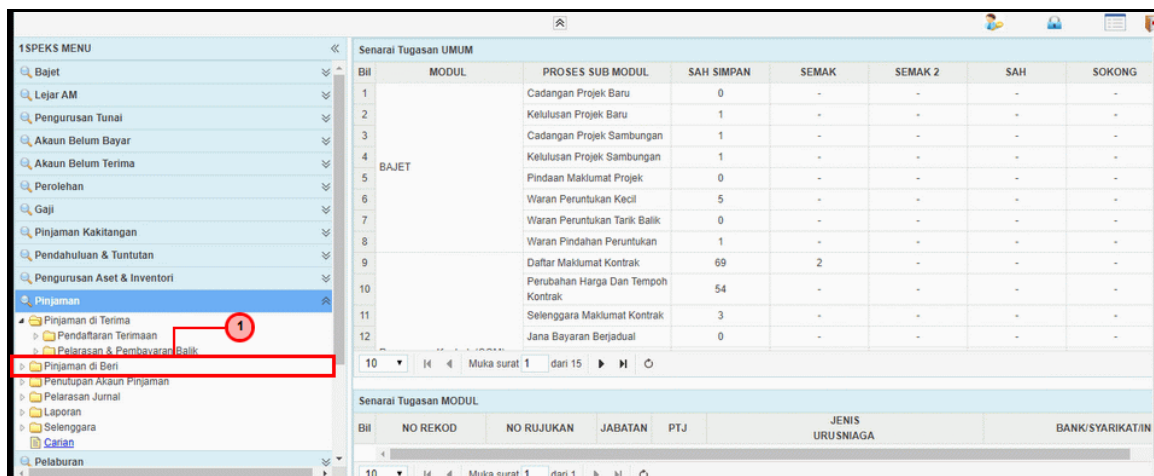 1SPEKS MENU
Bajet
Lejar AM
Pengurusan Tunai
Akaun Belum Bayar
Akaun Belum Terima
Perolehan
Gaji
Pinjaman Kakitangan
Pendahuluan & Tuntutan
Pengurusan Aset & Inventori
Pinjaman
Pinjaman di Terima
Pendaftaran Terimaan
1
Pelarasan & Pembayaran Balik
Pinjaman di Beri
Penutupan Akaun Pinjaman
Pelarasan Jurnal
Laporan
Selenggara
Carian
Pelaburan
Senarai Tugasan UMUM
Bil MODUL PROSES SUB MODUL SAH SIMPAN SEMAK SEMAK 2 SAH SOKONG
1 Cadangan Projek Baru 0 - - - -
2 Kelulusan Projek Baru 1 - - - -
3 Cadangan Projek Sambungan 1 - - - -
4 Kelulusan Projek Sambungan 1 - - - -
BAJET
5 Pindaan Maklumat Projek 0 - - - -
6 Waran Peruntukan Kecil 5 - - - -
7 Waran Peruntukan Tarik Balik 0 - - - -
8 Waran Pindahan Peruntukan 1 - - - -
9 Daftar Maklumat Kontrak 69 2 - - -
10 Perubahan Harga Dan Tempoh Kontrak 54 - - - -
11 Selenggara Maklumat Kontrak 3 - - - -
12 Jana Bayaran Berjadual 0 - - - -
10 Muka surat 1 dari 15
Senarai Tugasan MODUL
Bil NO REKOD NO RUJUKAN JABATAN PTJ JENIS URUSNIAGA BANK/SYARIKAT/IN
10 Muka surat 1 dari 1